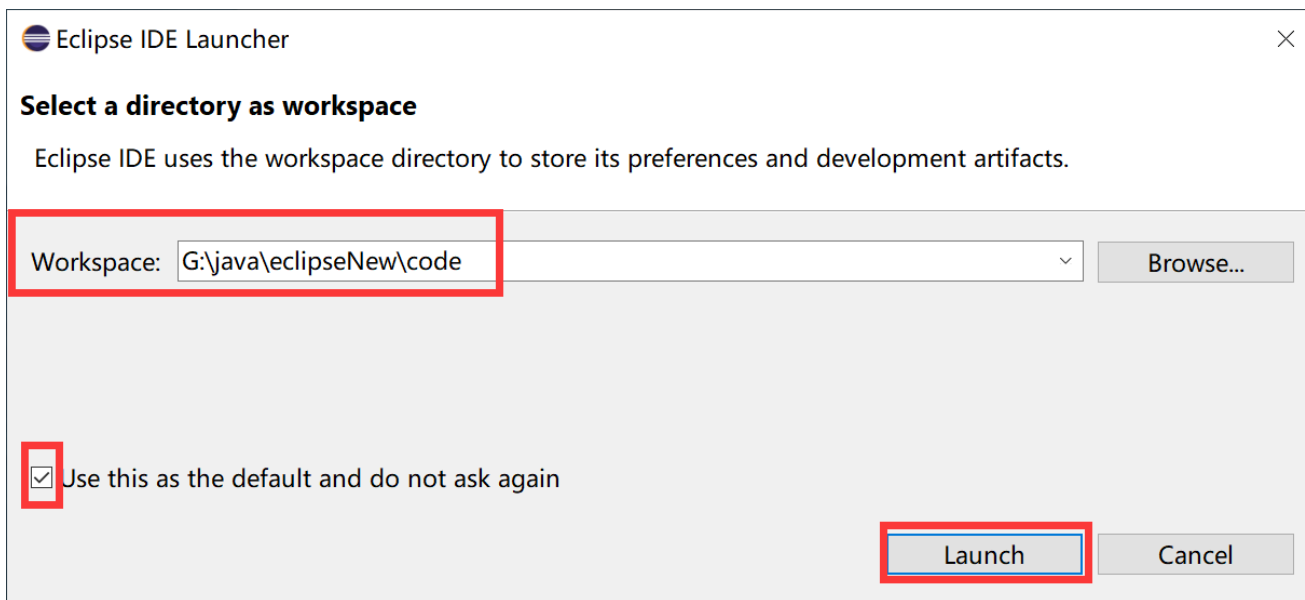 Eclipse IDE Launcher
Select a directory as workspace
Eclipse IDE uses the workspace directory to store its preferences and development artifacts.
Workspace: G:\java\eclipseNew\code Browse...
Use this as the default and do not ask again
Launch Cancel